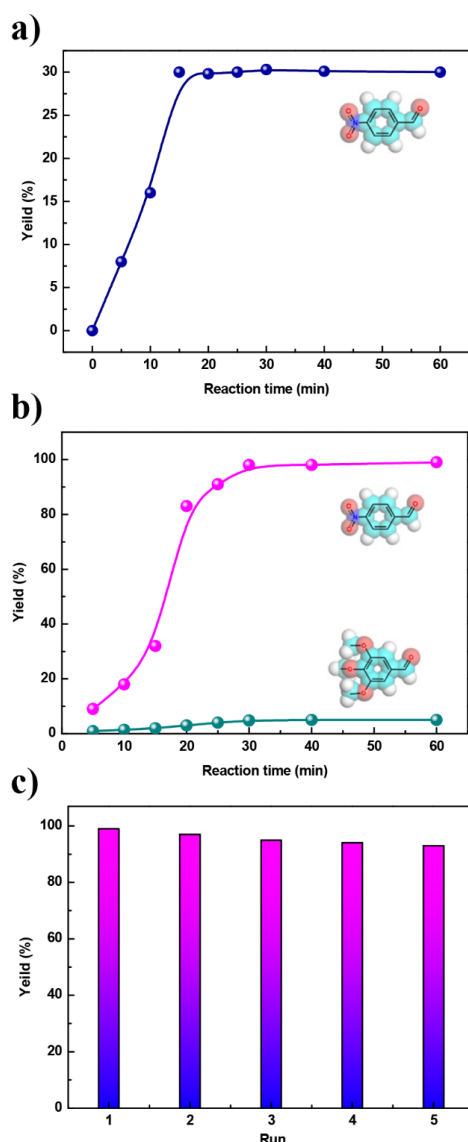 a)
30
25
20
15
10
5
0
Yeild (%)
0 10 20 30 40 50 60
Reaction time (min)
O
N
O
O
b)
100
80
60
40
20
0
Yield (%)
O
N
O
O
O
O
O
O
0 10 20 30 40 50 60
Reaction time (min)
c)
100
80
60
40
20
0
Yeild (%)
1 2 3 4 5
Run